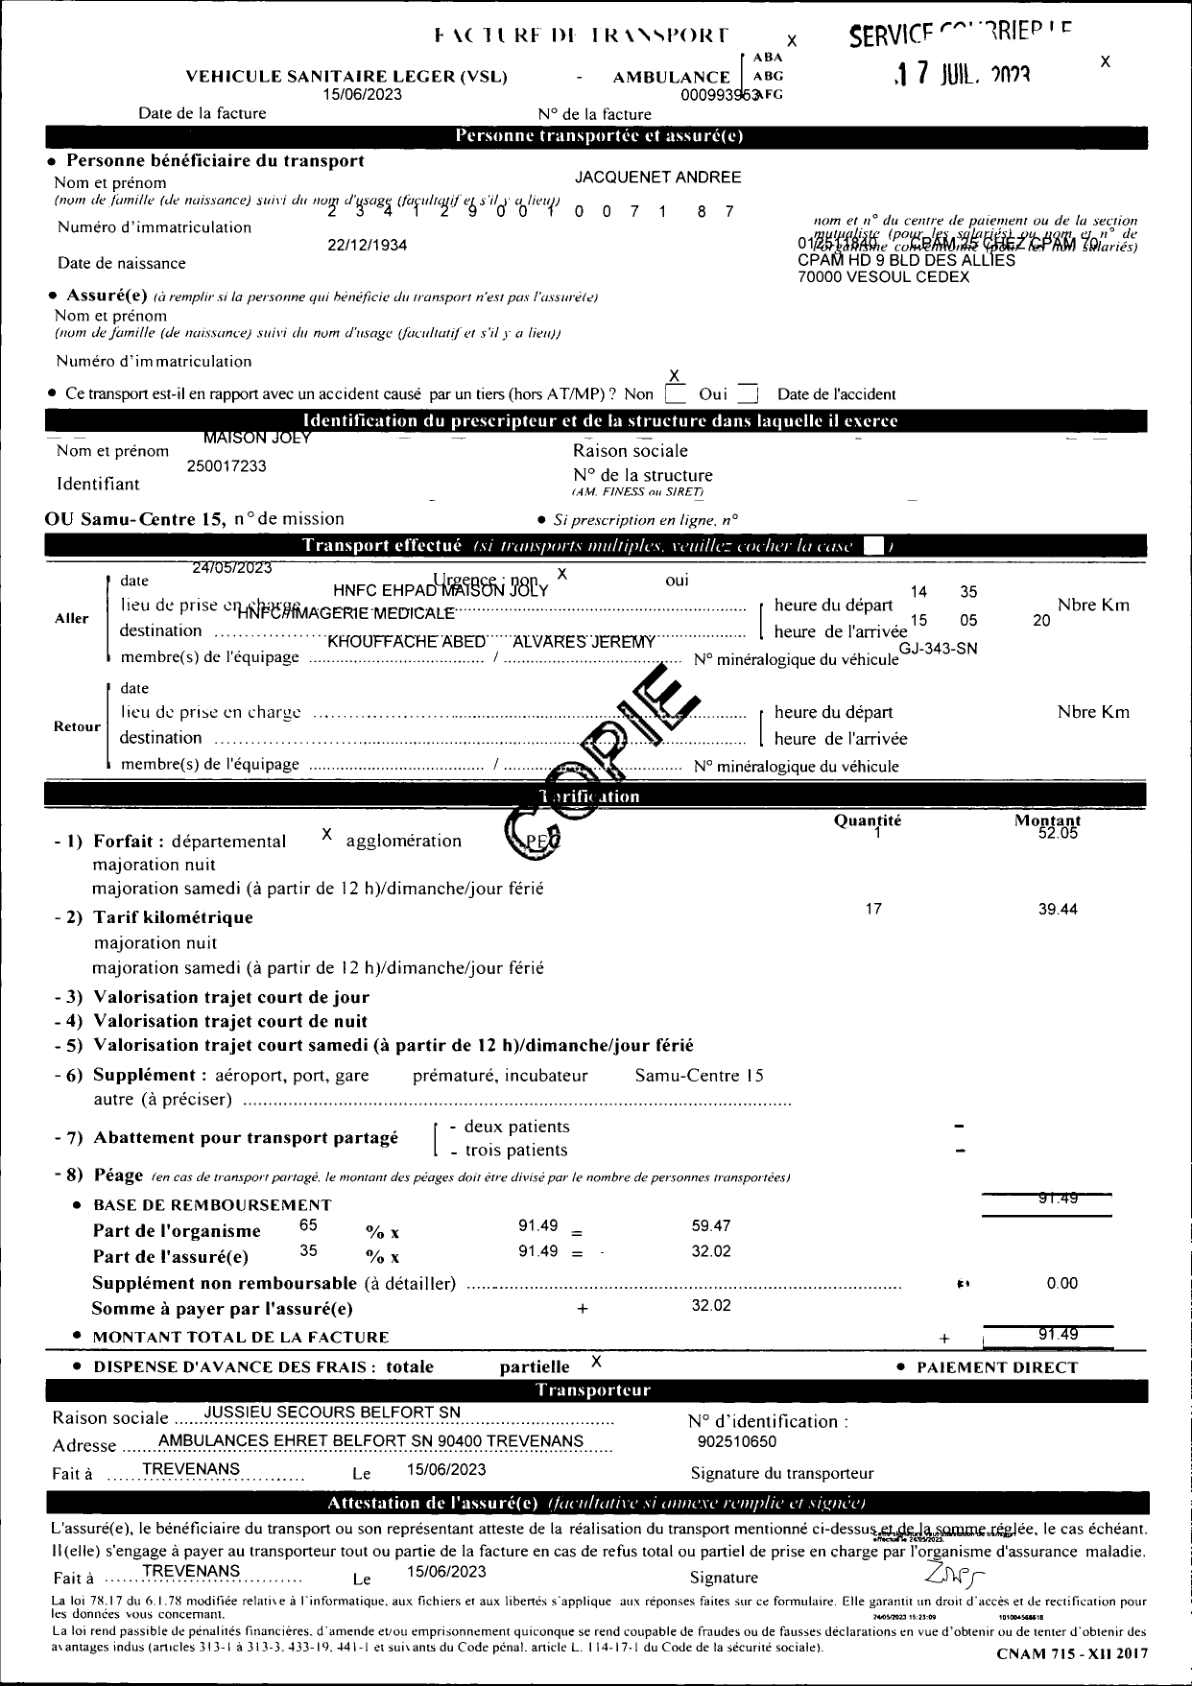 FACTURE DE TRANSPORT
X
SERVICE COURRIER LE
17 JUIL. 2023
X
VEHICULE SANITAIRE LEGER (VSL) - AMBULANCE
ABA
ABG
AFG
15/06/2023
000993953
Date de la facture
N° de la facture
Personne transportée et assuré(e)
• Personne bénéficiaire du transport
Nom et prénom
JACQUENET ANDREE
(nom de famille (de naissance) suivi du nom d'usage (facultatif et s'il y a lieu))
2 3 4 1 2 9 0 0 1 0 0 7 1 8 7
Numéro d'immatriculation
nom et n° du centre de paiement ou de la section
mutualiste (pour les salariés) ou nom et n° de
l'organisme conventionné (pour les non salariés)
22/12/1934
012511840 CPAM 25 CHEZ CPAM 70
CPAM HD 9 BLD DES ALLIES
70000 VESOUL CEDEX
Date de naissance
• Assuré(e) (à remplir si la personne qui bénéficie du transport n'est pas l'assuré(e)
Nom et prénom
(nom de famille (de naissance) suivi du nom d'usage (facultatif et s'il y a lieu))
Numéro d'immatriculation
• Ce transport est-il en rapport avec un accident causé par un tiers (hors AT/MP) ? Non X Oui Date de l'accident
Identification du prescripteur et de la structure dans laquelle il exerce
MAISON JOLY
Nom et prénom
Raison sociale
250017233
Identifiant
N° de la structure
(AM, FINESS ou SIRET)
OU Samu-Centre 15, n° de mission
• Si prescription en ligne, n°
Transport effectué (si transports multiples, veuillez cocher la case )
Aller
date 24/05/2023 Urgence : non X oui
lieu de prise en charge HNFC EHPAD MAISON JOLY
heure du départ 14 35 Nbre Km
destination HNFC/IMAGERIE MEDICALE
heure de l'arrivée 15 05 20
membre(s) de l'équipage KHOUFFACHE ABED / ALVARES JEREMY
N° minéralogique du véhicule GJ-343-SN
Retour
date
lieu de prise en charge
heure du départ Nbre Km
destination
heure de l'arrivée
membre(s) de l'équipage /
N° minéralogique du véhicule
COPIE
Tarification
Quantité Montant
- 1) Forfait : départemental X agglomération PEC 1 52.05
majoration nuit
majoration samedi (à partir de 12 h)/dimanche/jour férié
- 2) Tarif kilométrique 17 39.44
majoration nuit
majoration samedi (à partir de 12 h)/dimanche/jour férié
- 3) Valorisation trajet court de jour
- 4) Valorisation trajet court de nuit
- 5) Valorisation trajet court samedi (à partir de 12 h)/dimanche/jour férié
- 6) Supplément : aéroport, port, gare prématuré, incubateur Samu-Centre 15
autre (à préciser)
- 7) Abattement pour transport partagé
- deux patients -
- trois patients -
- 8) Péage (en cas de transport partagé, le montant des péages doit être divisé par le nombre de personnes transportées)
• BASE DE REMBOURSEMENT 91.49
Part de l'organisme 65 % x 91.49 = 59.47
Part de l'assuré(e) 35 % x 91.49 = 32.02
Supplément non remboursable (à détailler) 0.00
Somme à payer par l'assuré(e) + 32.02
• MONTANT TOTAL DE LA FACTURE + 91.49
• DISPENSE D'AVANCE DES FRAIS : totale partielle X • PAIEMENT DIRECT
Transporteur
Raison sociale JUSSIEU SECOURS BELFORT SN
N° d'identification :
Adresse AMBULANCES EHRET BELFORT SN 90400 TREVENANS
902510650
Fait à TREVENANS Le 15/06/2023
Signature du transporteur
Attestation de l'assuré(e) (facultative si annexe remplie et signée)
L'assuré(e), le bénéficiaire du transport ou son représentant atteste de la réalisation du transport mentionné ci-dessus et de la somme réglée, le cas échéant.
Il(elle) s'engage à payer au transporteur tout ou partie de la facture en cas de refus total ou partiel de prise en charge par l'organisme d'assurance maladie.
Fait à TREVENANS Le 15/06/2023
Signature
La loi 78.17 du 6.1.78 modifiée relative à l'informatique, aux fichiers et aux libertés s'applique aux réponses faites sur ce formulaire. Elle garantit un droit d'accès et de rectification pour
les données vous concernant.
24/05/2023 15:23:09 101004568618
La loi rend passible de pénalités financières, d'amende et/ou emprisonnement quiconque se rend coupable de fraudes ou de fausses déclarations en vue d'obtenir ou de tenter d'obtenir des
avantages indus (articles 313-1 à 313-3, 433-19, 441-1 et suivants du Code pénal, article L. 114-17-1 du Code de la sécurité sociale).
CNAM 715 - XII 2017